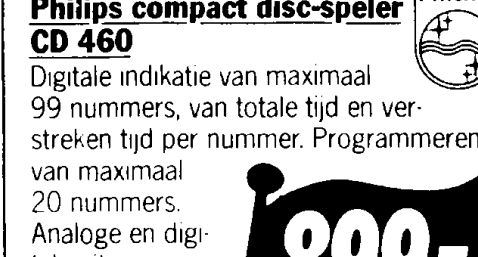 Philips compact disc-speler
CD 460
Digitale indikatie van maximaal
99 nummers, van totale tijd en ver-
streken tijd per nummer. Programmeren
van maximaal
20 nummers.
Analoge en digi-